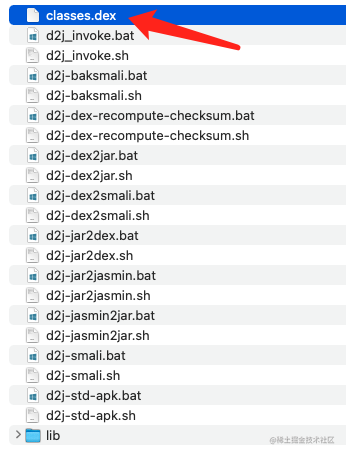 classes.dex
d2j_invoke.bat
d2j_invoke.sh
d2j-baksmali.bat
d2j-baksmali.sh
d2j-dex-recompute-checksum.bat
d2j-dex-recompute-checksum.sh
d2j-dex2jar.bat
d2j-dex2jar.sh
d2j-dex2smali.bat
d2j-dex2smali.sh
d2j-jar2dex.bat
d2j-jar2dex.sh
d2j-jar2jasmin.bat
d2j-jar2jasmin.sh
d2j-jasmin2jar.bat
d2j-jasmin2jar.sh
d2j-smali.bat
d2j-smali.sh
d2j-std-apk.bat
d2j-std-apk.sh
lib
@稀土掘金技术社区